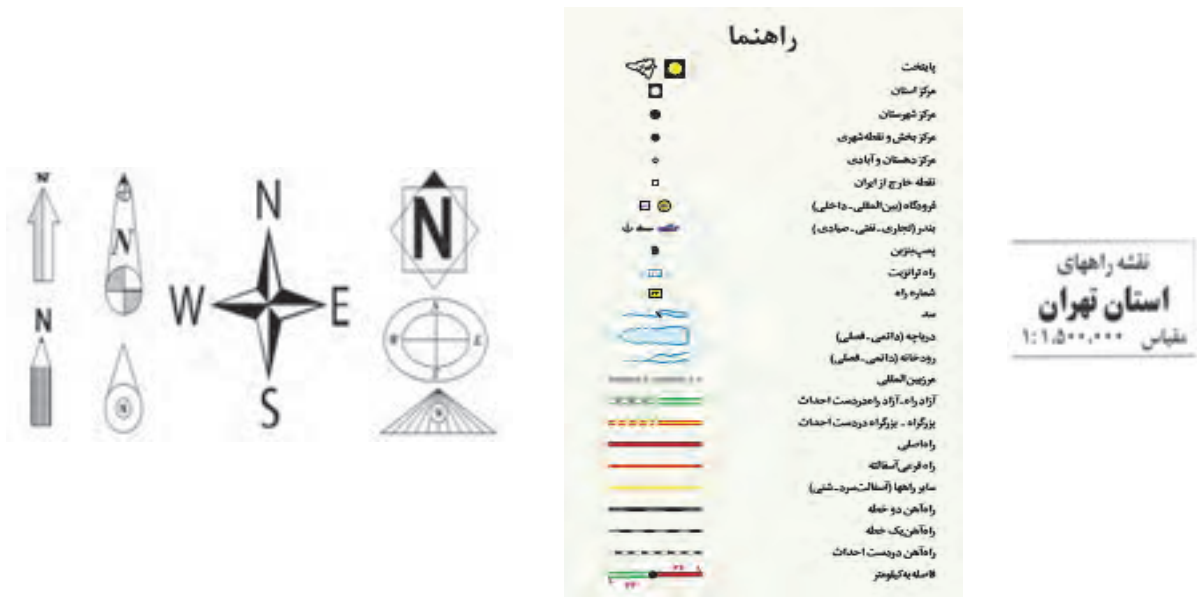 راهنما
پایتخت
مرکز استان
مرکز شهرستان
مرکز بخش و نقطه شهری
مرکز دهستان و آبادی
نقطه خارج از ایران
فرودگاه (بین‌المللی - داخلی)
بندر (تجاری - نفتی - صیادی)
پمپ بنزین
راه ترانزیت
شماره راه
سد
دریاچه (دائمی - فصلی)
رودخانه (دائمی - فصلی)
مرز بین‌المللی
آزاد راه - آزاد راه در دست احداث
بزرگراه - بزرگراه در دست احداث
راه اصلی
راه فرعی آسفالته
سایر راهها (آسفالت سرد - شنی)
راه‌آهن دو خطه
راه‌آهن یک خطه
راه‌آهن در دست احداث
فاصله به کیلومتر
نقشه راههای
استان تهران
مقیاس ۱:۱،۵۰۰،۰۰۰
N
N
N
N
W E
S
N
N
N